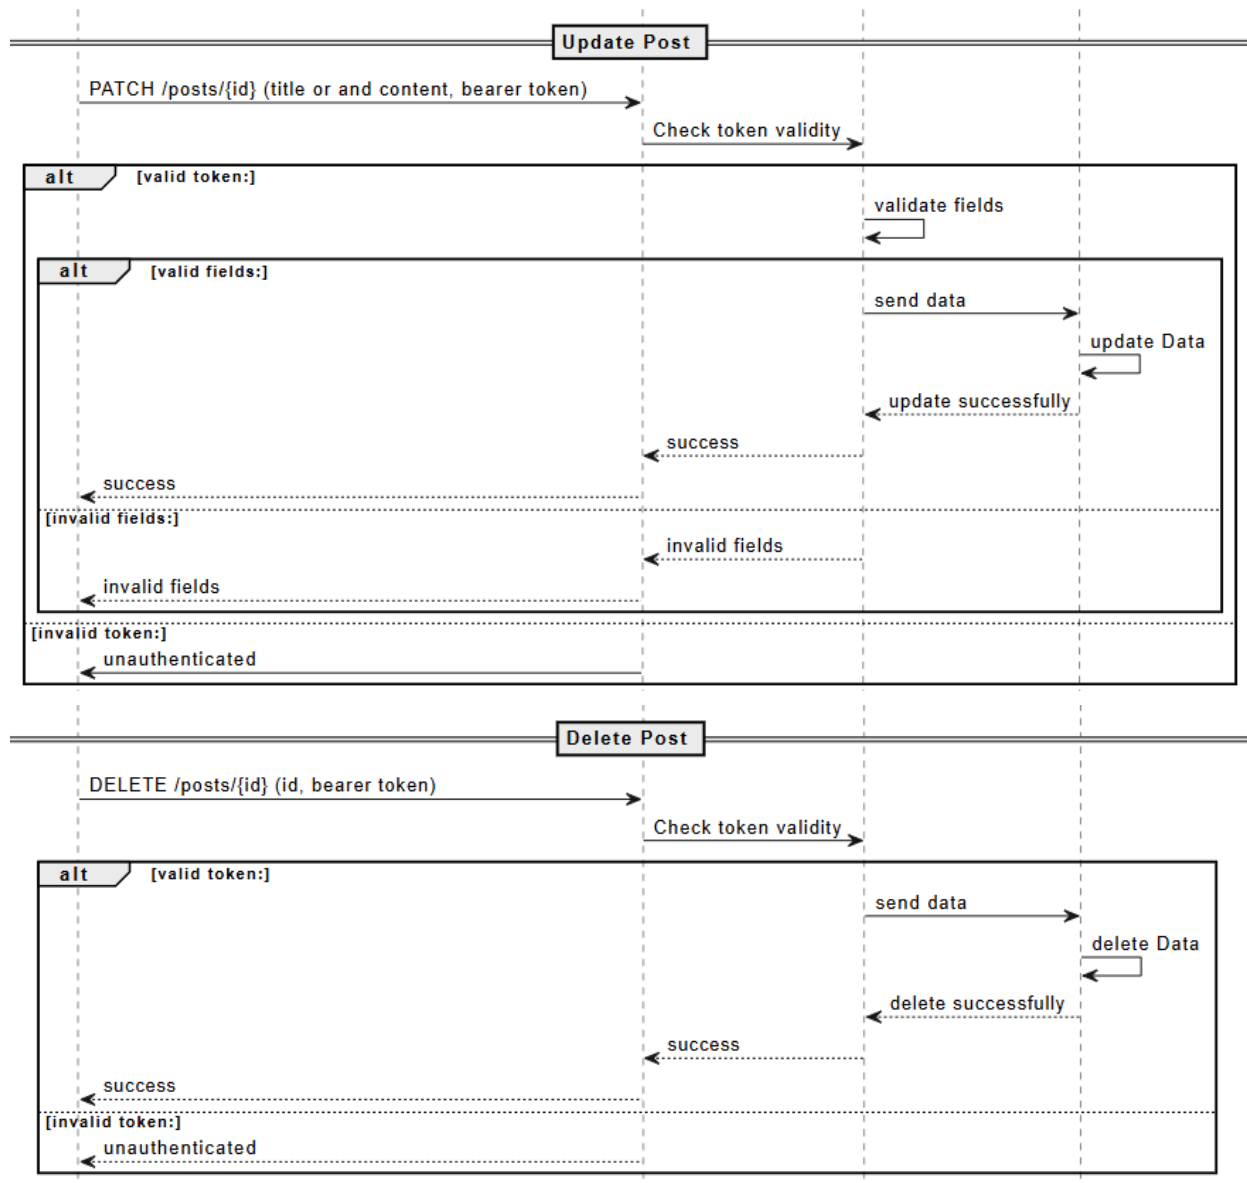 Update Post
PATCH /posts/{id} (title or and content, bearer token)
Check token validity
alt [valid token:]
validate fields
alt [valid fields:]
send data
update Data
update successfully
success
success
[invalid fields:]
invalid fields
invalid fields
[invalid token:]
unauthenticated
Delete Post
DELETE /posts/{id} (id, bearer token)
Check token validity
alt [valid token:]
send data
delete Data
delete successfully
success
success
[invalid token:]
unauthenticated